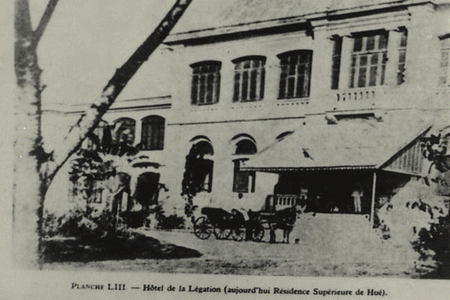 PLANCHE LIII. — Hôtel de la Légation (aujourd'hui Résidence Supérieure de Hué).